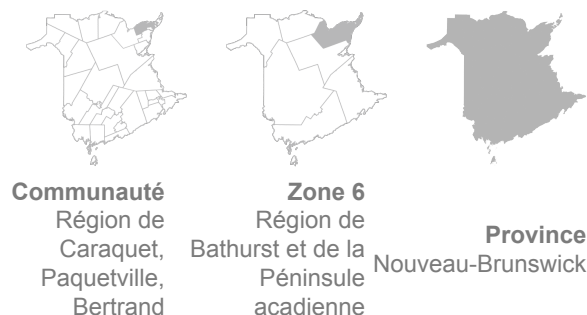 Communauté
Région de
Caraquet,
Paquetville,
Bertrand
Zone 6
Région de
Bathurst et de la
Péninsule
acadienne
Province
Nouveau-Brunswick